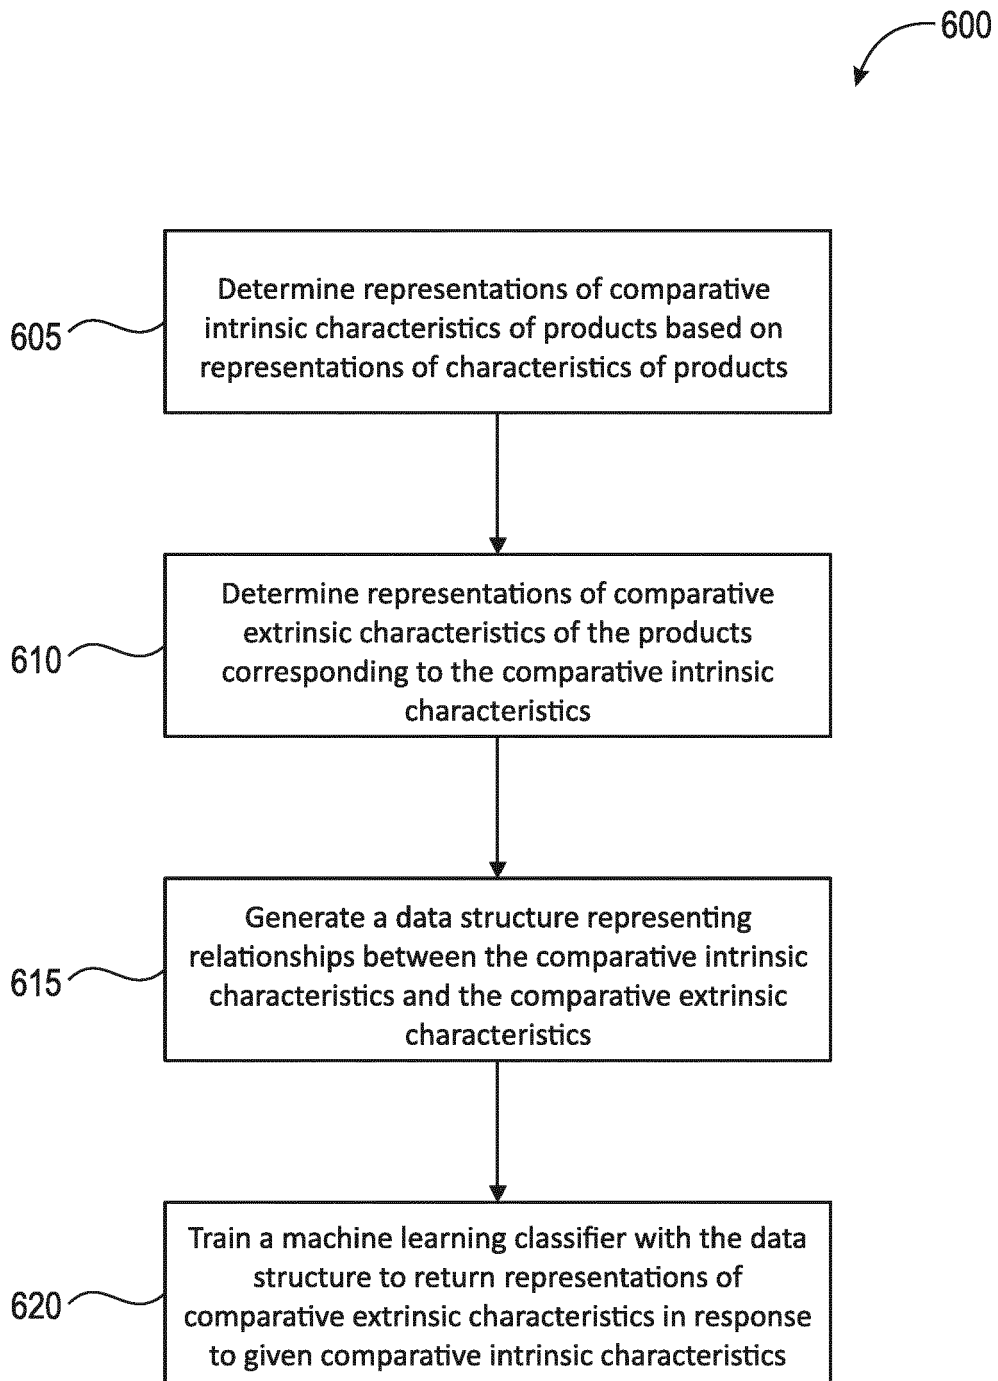 600
Determine representations of comparative
intrinsic characteristics of products based on
representations of characteristics of products
605
Determine representations of comparative
extrinsic characteristics of the products
corresponding to the comparative intrinsic
characteristics
610
Generate a data structure representing
relationships between the comparative intrinsic
characteristics and the comparative extrinsic
characteristics
615
Train a machine learning classifier with the data
structure to return representations of
comparative extrinsic characteristics in response
to given comparative intrinsic characteristics
620